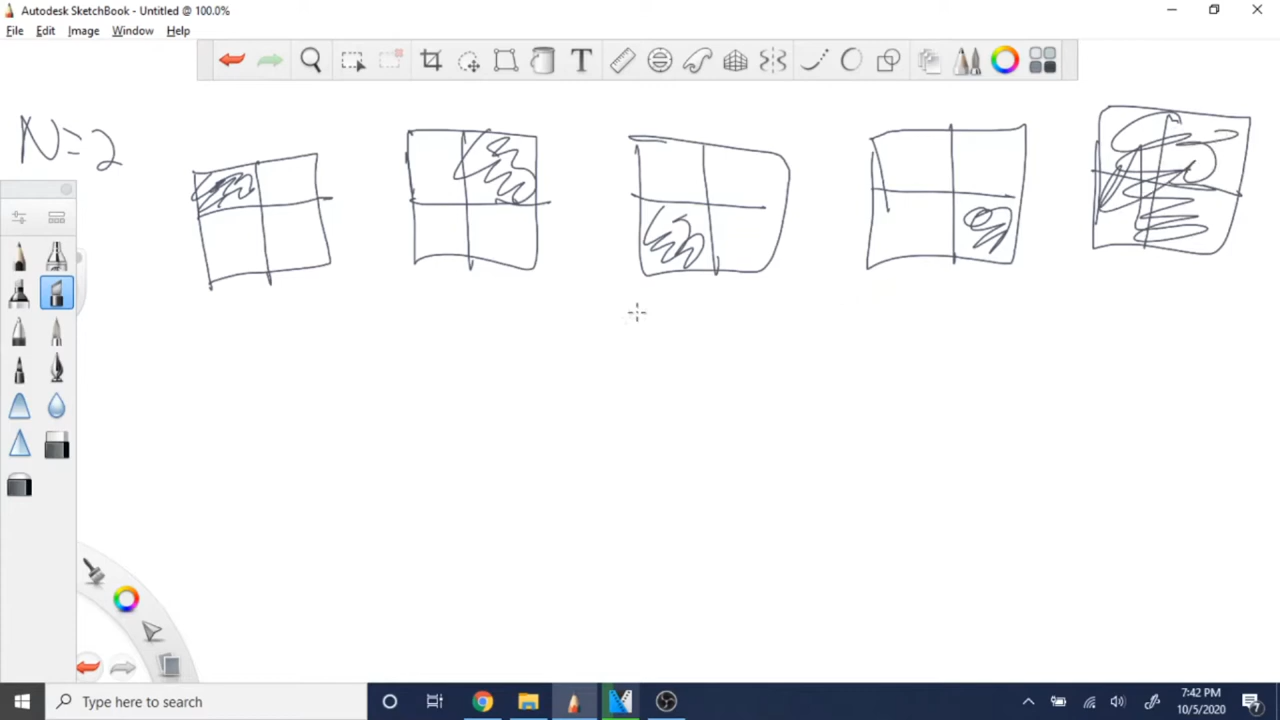 Autodesk SketchBook - Untitled @ 100.0%
File Edit Image Window Help
T
N=2
Type here to search
7:42 PM
10/5/2020
7